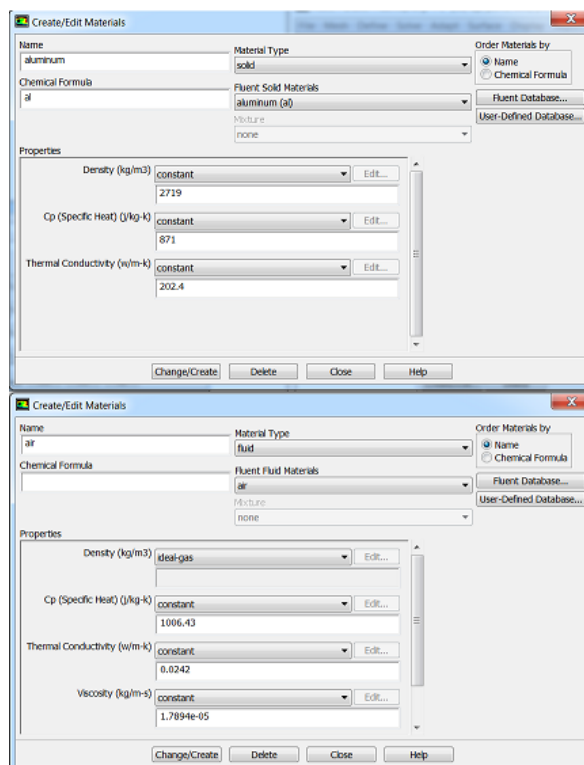 Create/Edit Materials
Name
aluminum
Material Type
solid
Order Materials by
Name
Chemical Formula
Chemical Formula
al
Fluent Solid Materials
aluminum (al)
Fluent Database...
User-Defined Database...
Mixture
none
Properties
Density (kg/m3) constant Edit...
2719
Cp (Specific Heat) (j/kg-k) constant Edit...
871
Thermal Conductivity (w/m-k) constant Edit...
202.4
Change/Create Delete Close Help
Create/Edit Materials
Name
air
Material Type
fluid
Order Materials by
Name
Chemical Formula
Chemical Formula
Fluent Fluid Materials
air
Fluent Database...
User-Defined Database...
Mixture
none
Properties
Density (kg/m3) ideal-gas Edit...
Cp (Specific Heat) (j/kg-k) constant Edit...
1006.43
Thermal Conductivity (w/m-k) constant Edit...
0.0242
Viscosity (kg/m-s) constant Edit...
1.7894e-05
Change/Create Delete Close Help